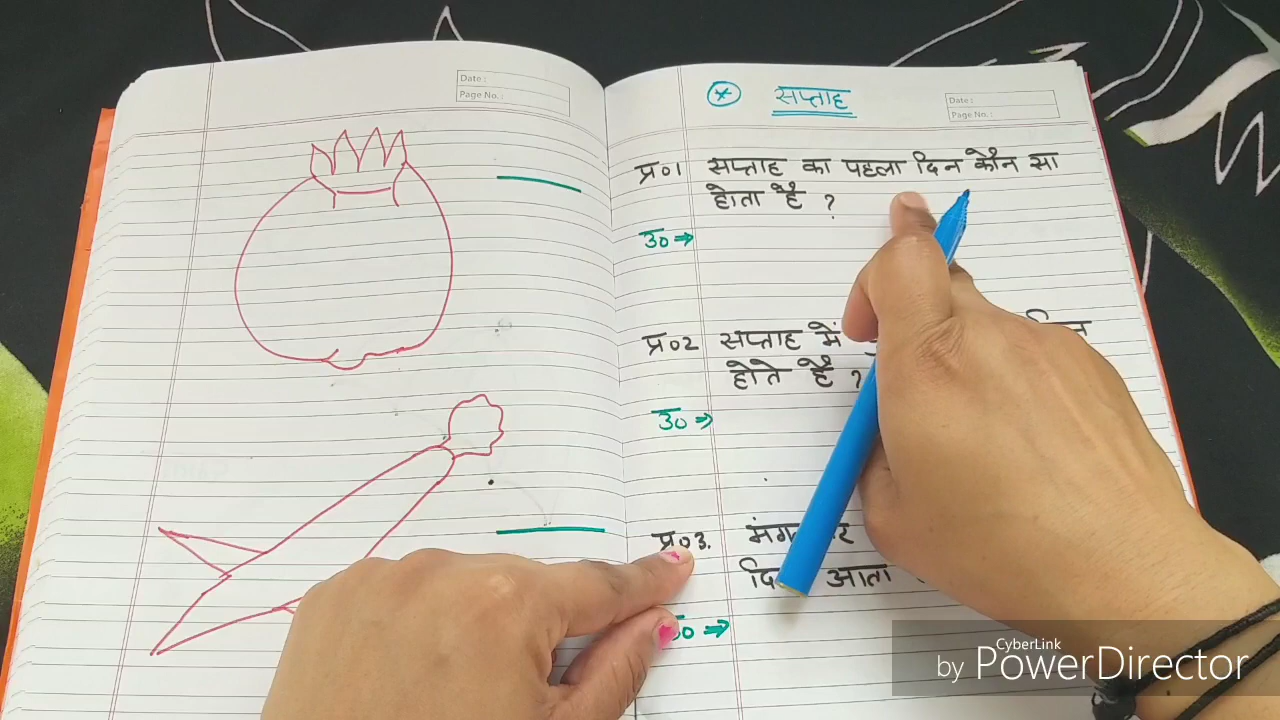 Date :
Page No. :
* सप्ताह
Date :
Page No. :
प्र०1 सप्ताह का पहला दिन कौन सा
होता है ?
उ० ⇒
प्र०2 सप्ताह में दिन
होते है ?
उ० ⇒
प्र०3.
आता
उ० ⇒
CyberLink
by PowerDirector